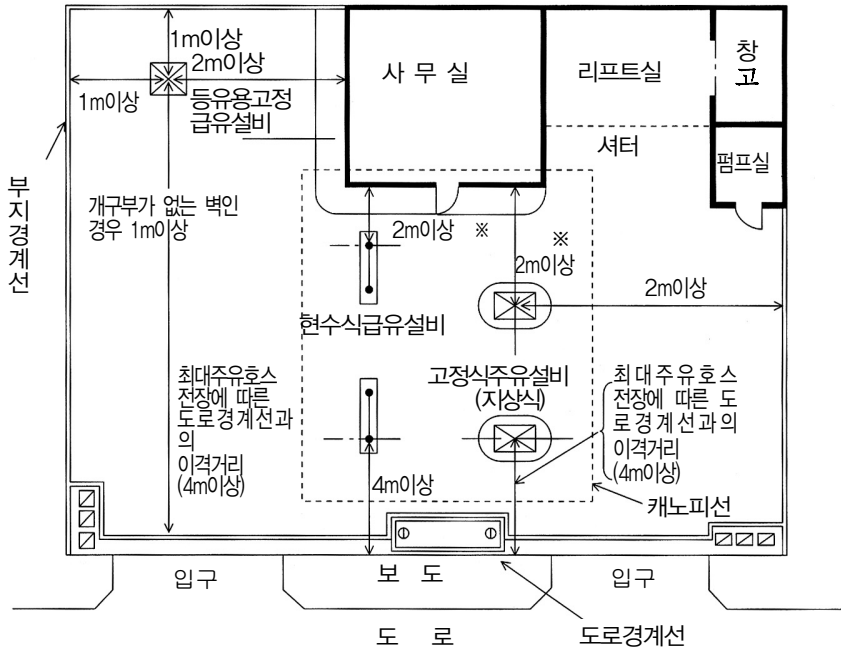 1m이상
2m이상
1m이상
등유용고정
급유설비
사 무 실
리프트실
창
고
셔터
펌프실
부
지
경
계
선
개구부가 없는 벽인
경우 1m이상
2m이상 ※
※
2m이상
2m이상
현수식급유설비
최대주유호스
전장에 따른
도로경계선과
의
이격거리
(4m이상)
고정식주유설비
(지상식)
최대주유호스
전장에 따른 도
로경계선과의
이격거리
(4m이상)
4m이상
캐노피선
입구
보 도
입구
도 로
도로경계선